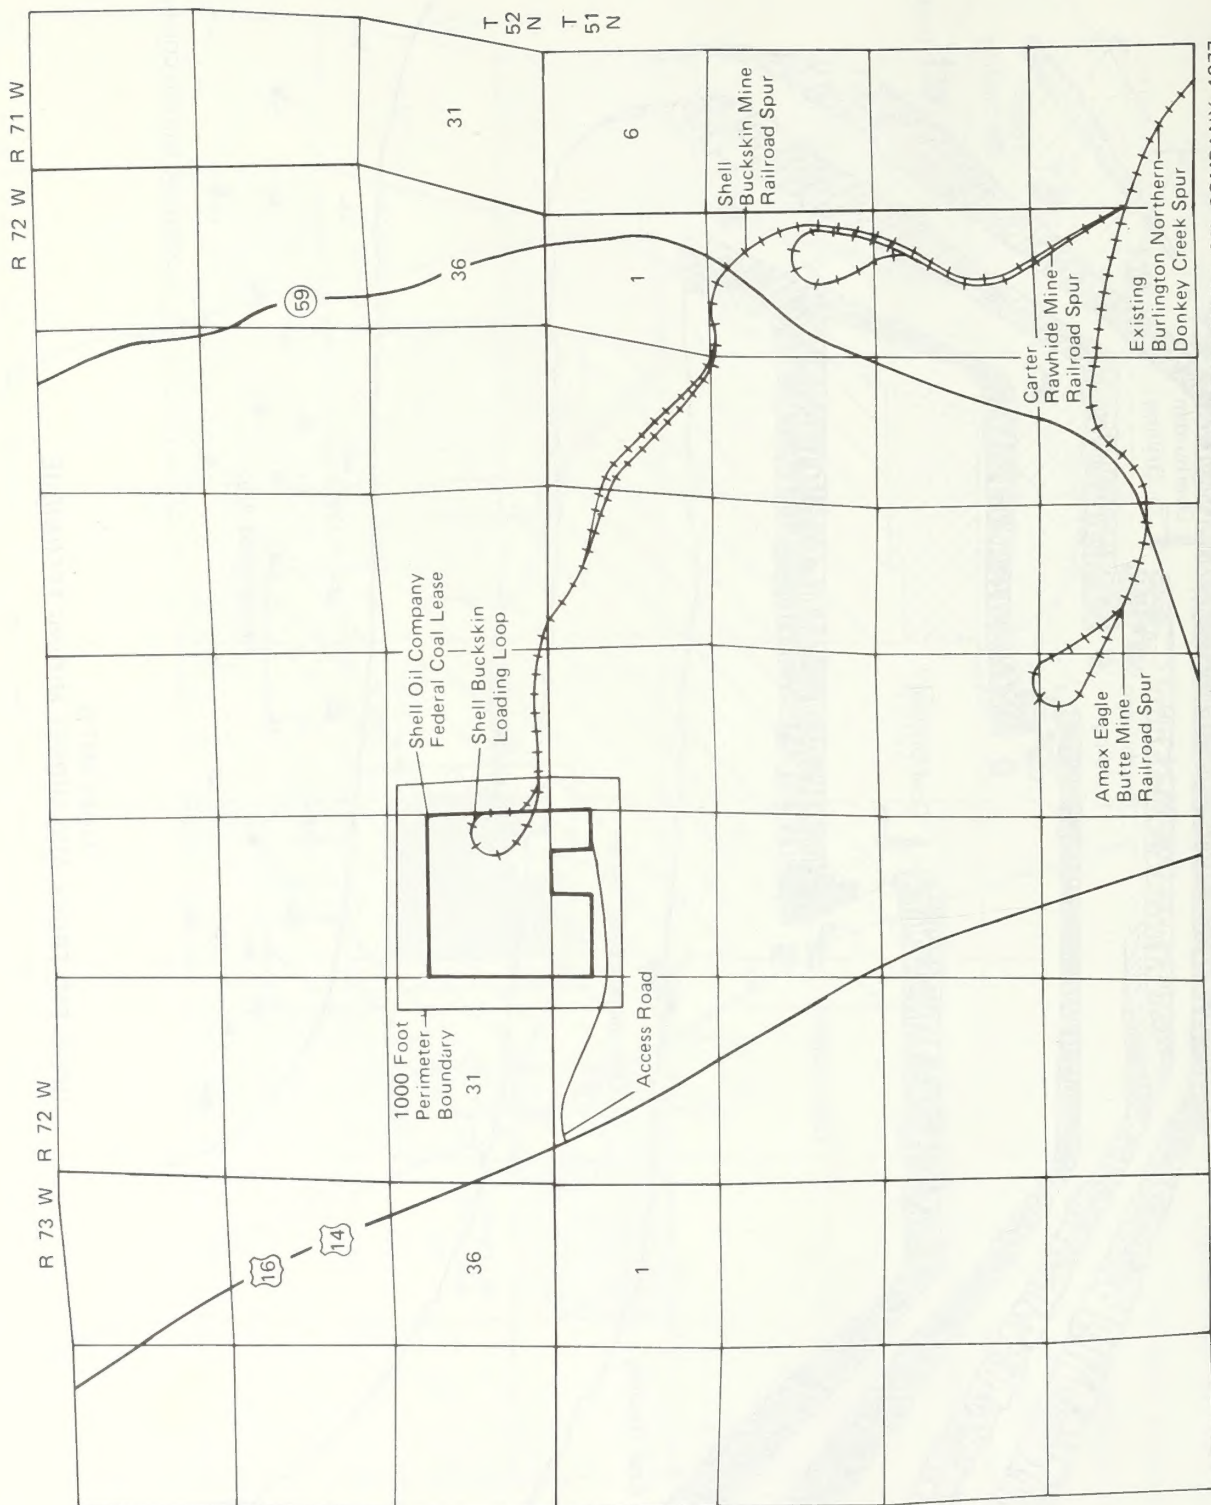 R 73 W R 72 W
R 72 W R 71 W
16
14
59
36
31
36
31
T
52
N
T
51
N
1
1
6
1000 Foot
Perimeter
Boundary
Shell Oil Company
Federal Coal Lease
Shell Buckskin
Loading Loop
Access Road
Shell
Buckskin Mine
Railroad Spur
Carter
Rawhide Mine
Railroad Spur
Existing
Burlington Northern
Donkey Creek Spur
Amax Eagle
Butte Mine
Railroad Spur